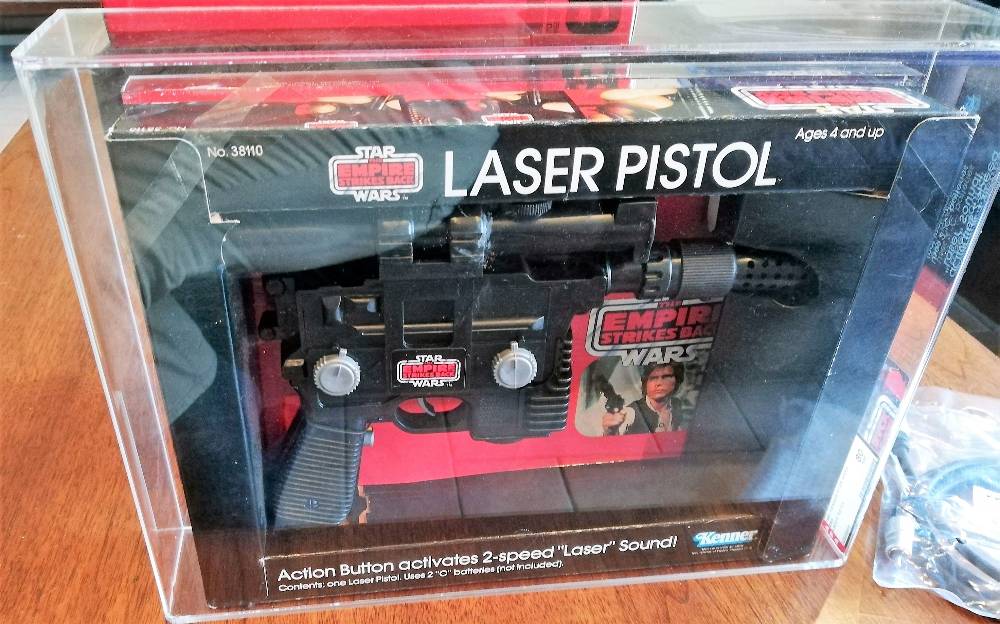 No. 38110
STAR
THE
EMPIRE
STRIKES BACK
WARS
LASER PISTOL
Ages 4 and up
THE
EMPIRE
STRIKES BACK
WARS
STAR
EMPIRE
STRIKES BACK
WARS
Action Button activates 2-speed "Laser" Sound!
Contents: one Laser Pistol. Uses 2 "C" batteries (not included).
Kenner